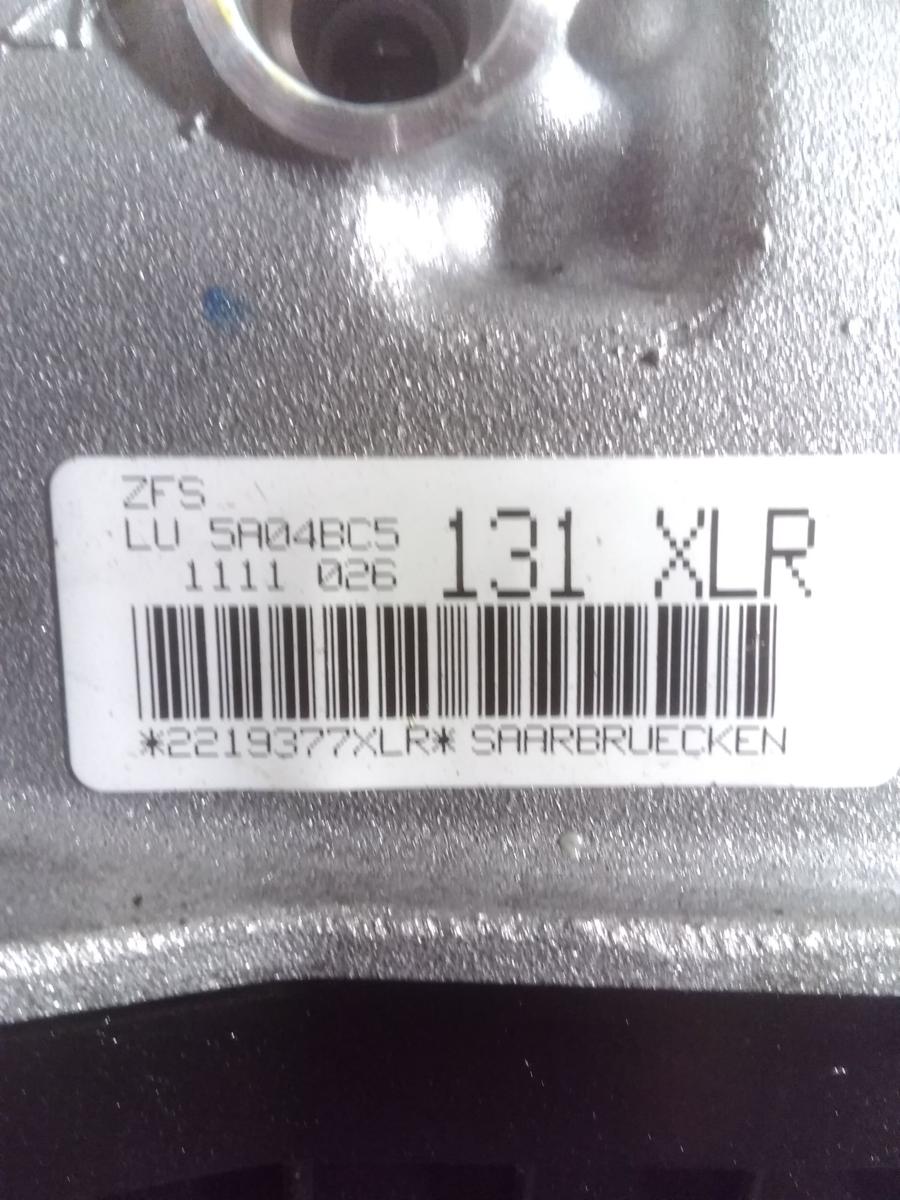 ZFS
LU 5A04BC5
1111 026
131 XLR
*2219377XLR* SAARBRUECKEN